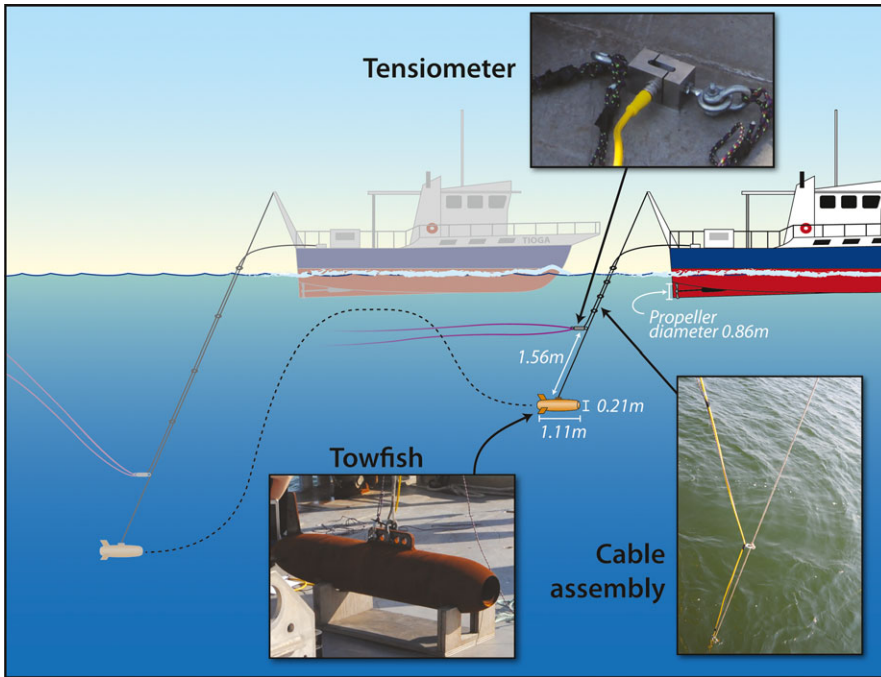 Tensiometer
TIOGA
Propeller
diameter 0.86m
1.56m
0.21m
1.11m
Towfish
Cable
assembly